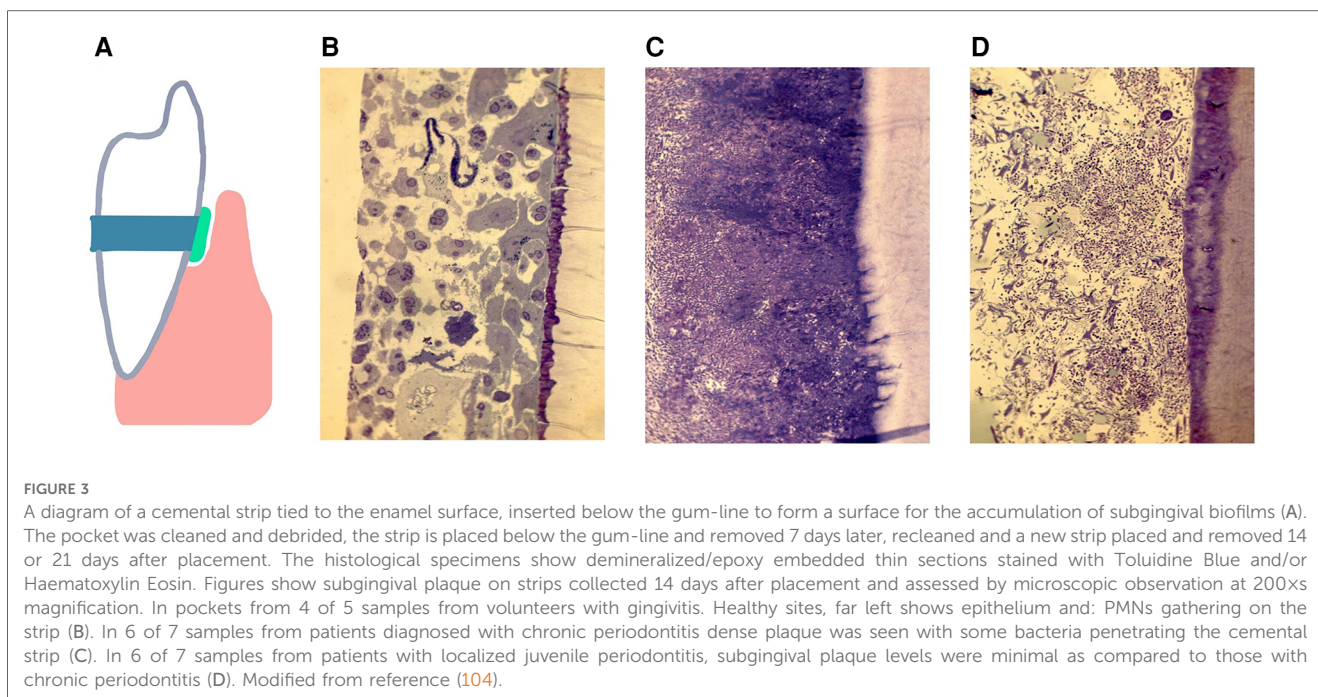 A
B
C
D
FIGURE 3
A diagram of a cemental strip tied to the enamel surface, inserted below the gum-line to form a surface for the accumulation of subgingival biofilms (A).
The pocket was cleaned and debrided, the strip is placed below the gum-line and removed 7 days later, recleaned and a new strip placed and removed 14
or 21 days after placement. The histological specimens show demineralized/epoxy embedded thin sections stained with Toluidine Blue and/or
Haematoxylin Eosin. Figures show subgingival plaque on strips collected 14 days after placement and assessed by microscopic observation at 200×s
magnification. In pockets from 4 of 5 samples from volunteers with gingivitis. Healthy sites, far left shows epithelium and: PMNs gathering on the
strip (B). In 6 of 7 samples from patients diagnosed with chronic periodontitis dense plaque was seen with some bacteria penetrating the cemental
strip (C). In 6 of 7 samples from patients with localized juvenile periodontitis, subgingival plaque levels were minimal as compared to those with
chronic periodontitis (D). Modified from reference (104).